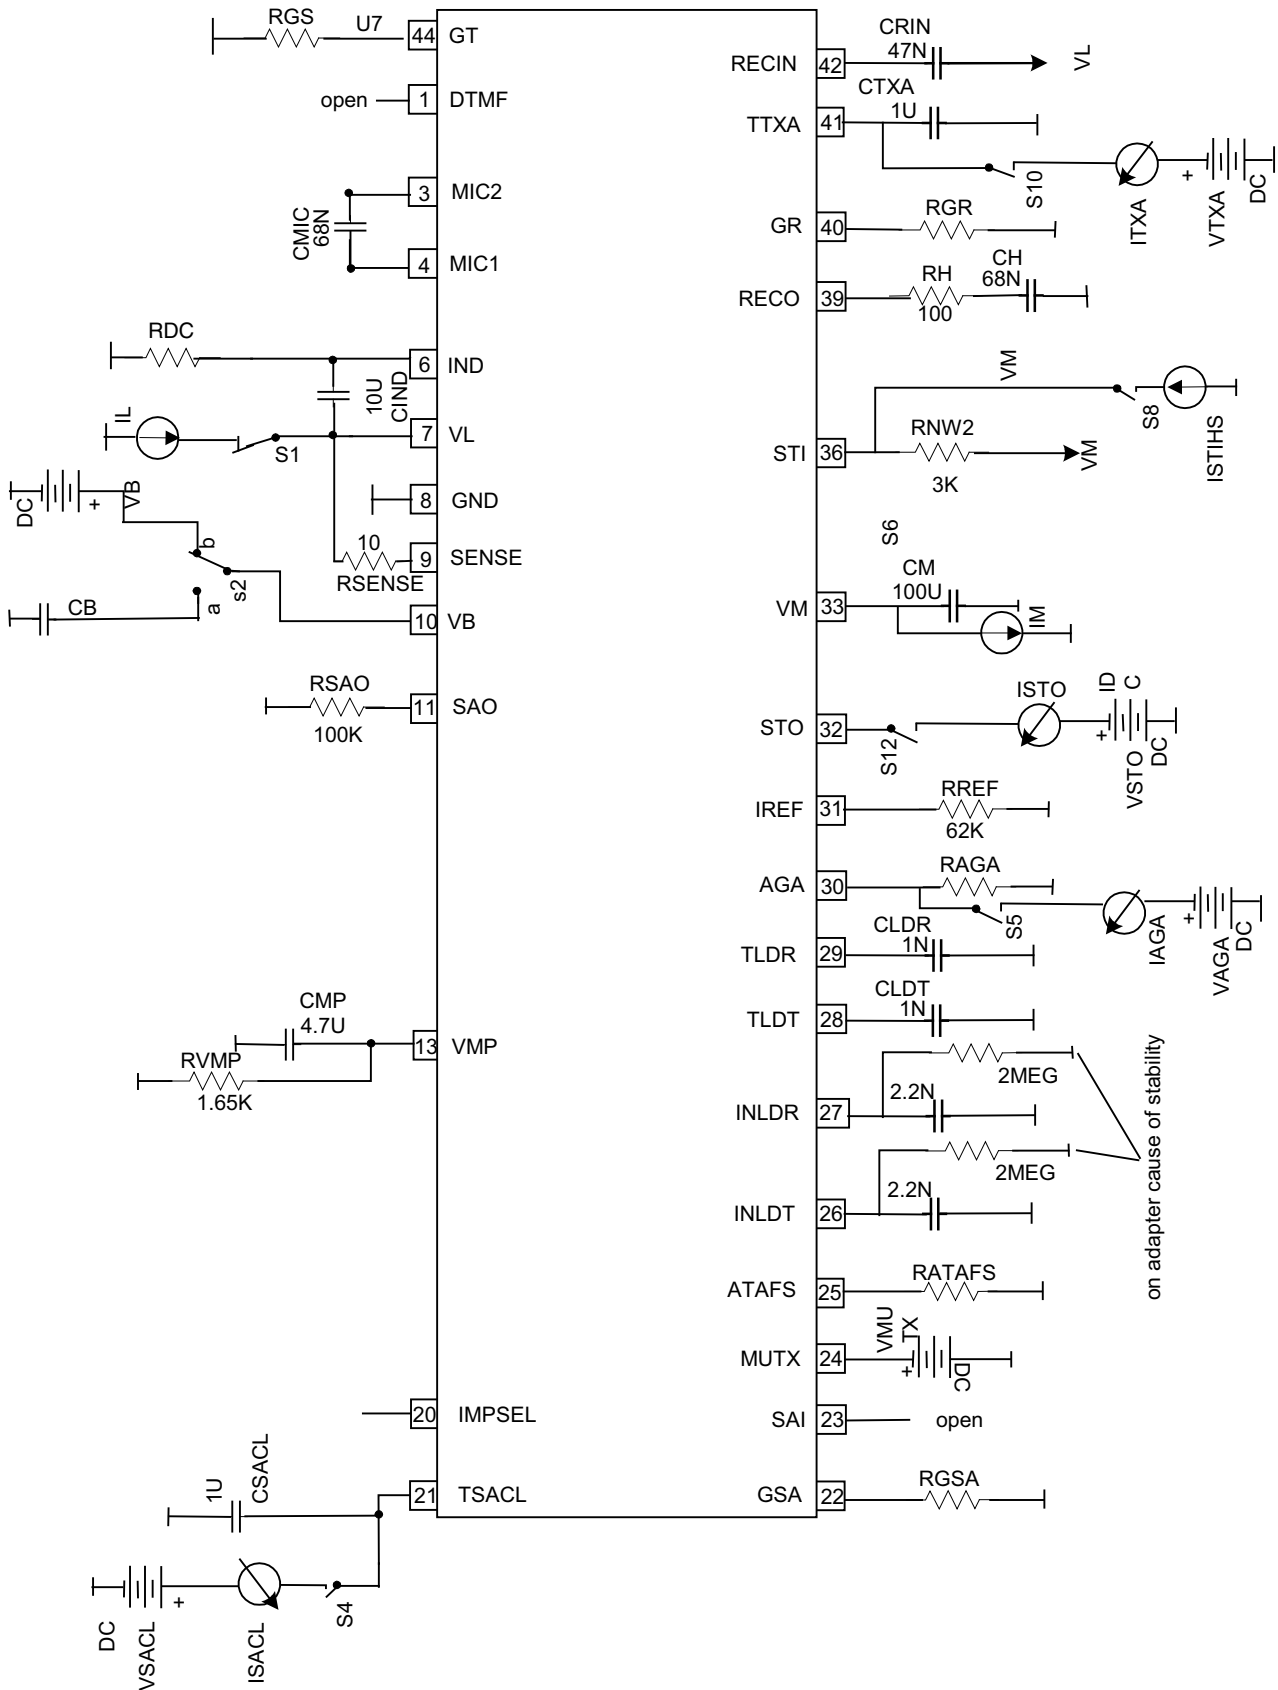 RGS
U7
44
GT
open
1
DTMF
3
MIC2
CMIC
68N
4
MIC1
RDC
6
IND
10U
CIND
IL
S1
7
VL
DC
+
VB
8
GND
10
RSENSE
9
SENSE
b
s2
a
CB
10
VB
RSAO
100K
11
SAO
CMP
4.7U
13
VMP
RVMP
1.65K
20
IMPSEL
1U
CSACL
21
TSACL
DC
VSACL
+
ISACL
S4
RECIN
42
CRIN
47N
VL
TTXA
41
CTXA
1U
S10
ITXA
+
VTXA
DC
GR
40
RGR
RECO
39
RH
100
CH
68N
VM
S8
ISTIHS
STI
36
RNW2
3K
VM
S6
VM
33
CM
100U
IM
STO
32
S12
ISTO
ID
C
+
VSTO
DC
IREF
31
RREF
62K
AGA
30
RAGA
S5
IAGA
+
VAGA
DC
TLDR
29
CLDR
1N
TLDT
28
CLDT
1N
2MEG
INLDR
27
2.2N
2MEG
INLDT
26
2.2N
on adapter cause of stability
ATAFS
25
RATAFS
MUTX
24
VMU
TX
+
DC
SAI
23
open
GSA
22
RGSA